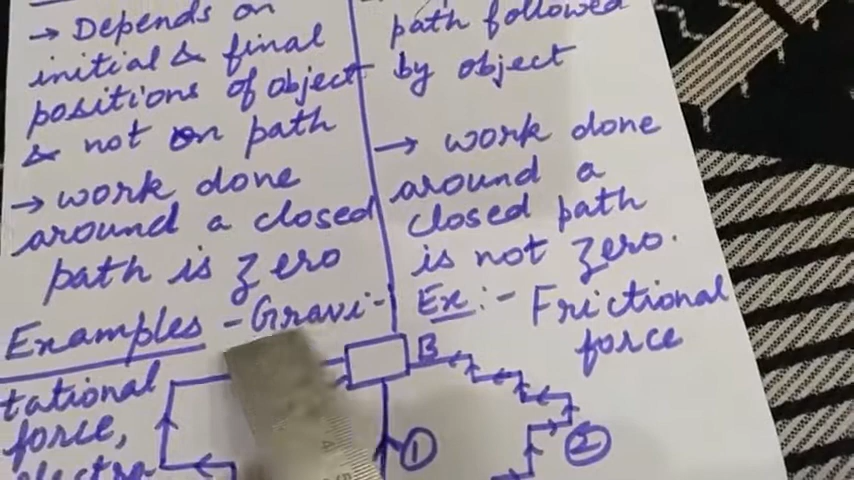 → Depends on
initial & final
positions of object
& not on path
→ work done
around a closed
path is zero
Examples - Gravi-
tational
force,
electro
path followed
by object
→ work done
around a
closed path
is not zero.
Ex :- Frictional
force
B
1
2